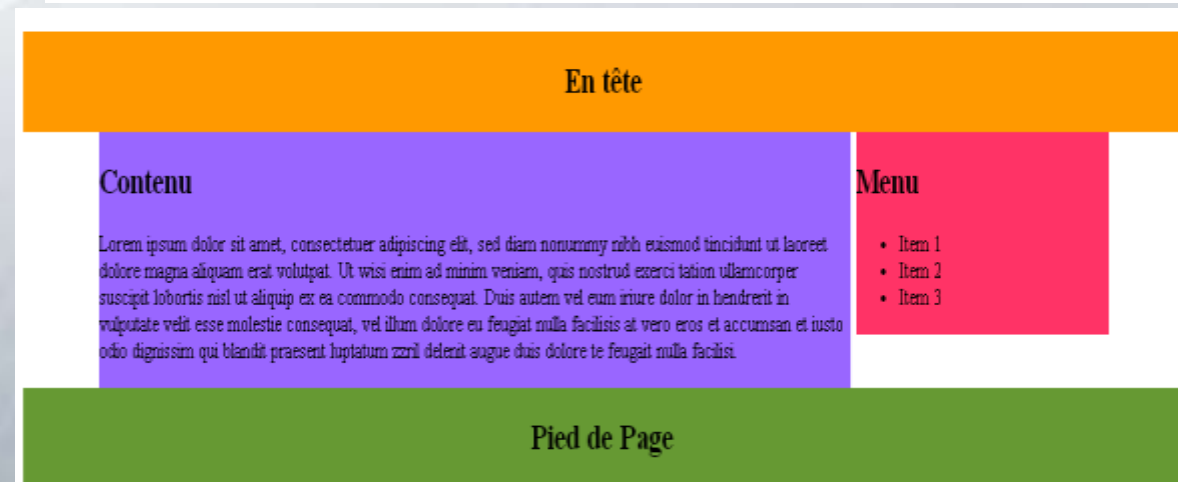 En tête
Contenu
Lorem ipsum dolor sit amet, consectetuer adipiscing elit, sed diam nonummy nibh euismod tincidunt ut laoreet
dolore magna aliquam erat volutpat. Ut wisi enim ad minim veniam, quis nostrud exerci tation ullamcorper
suscipit lobortis nisl ut aliquip ex ea commodo consequat. Duis autem vel eum iriure dolor in hendrerit in
vulputate velit esse molestie consequat, vel illum dolore eu feugiat nulla facilisis at vero eros et accumsan et iusto
odio dignissim qui blandit praesent luptatum zzril delenit augue duis dolore te feugait nulla facilisi.
Menu
• Item 1
• Item 2
• Item 3
Pied de Page